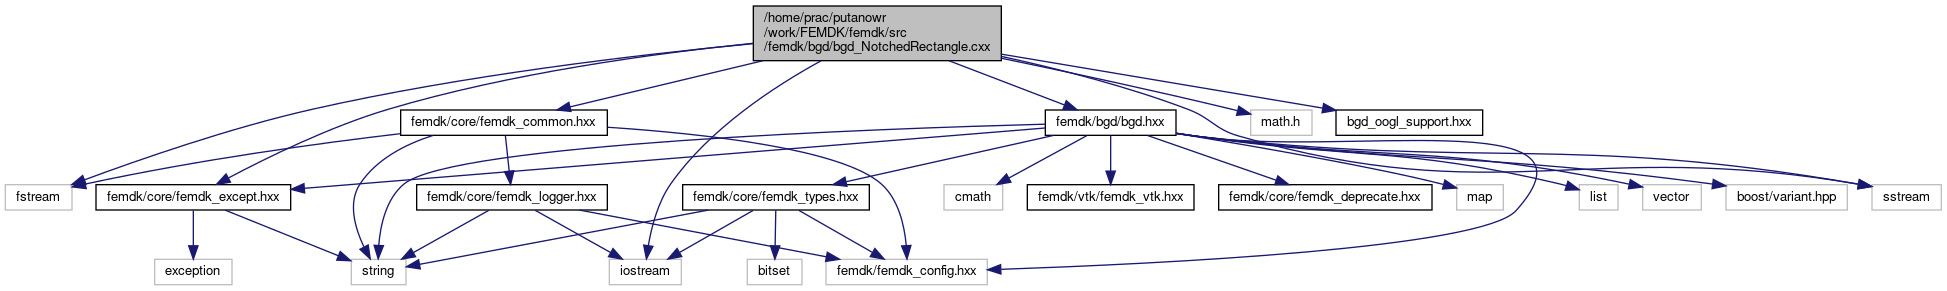 /home/prac/putanowr
/work/FEMDK/femdk/src
/femdk/bgd/bgd_NotchedRectangle.cxx
femdk/core/femdk_common.hxx
femdk/bgd/bgd.hxx
math.h
bgd_oogl_support.hxx
fstream
femdk/core/femdk_except.hxx
femdk/core/femdk_logger.hxx
femdk/core/femdk_types.hxx
cmath
femdk/vtk/femdk_vtk.hxx
femdk/core/femdk_deprecate.hxx
map
list
vector
boost/variant.hpp
sstream
exception
string
iostream
bitset
femdk/femdk_config.hxx